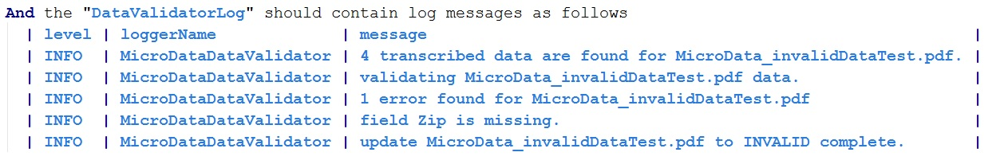 And the "DataValidatorLog" should contain log messages as follows
| level | loggerName | message |
| INFO | MicroDataDataValidator | 4 transcribed data are found for MicroData_invalidDataTest.pdf. |
| INFO | MicroDataDataValidator | validating MicroData_invalidDataTest.pdf data. |
| INFO | MicroDataDataValidator | 1 error found for MicroData_invalidDataTest.pdf |
| INFO | MicroDataDataValidator | field Zip is missing. |
| INFO | MicroDataDataValidator | update MicroData_invalidDataTest.pdf to INVALID complete. |